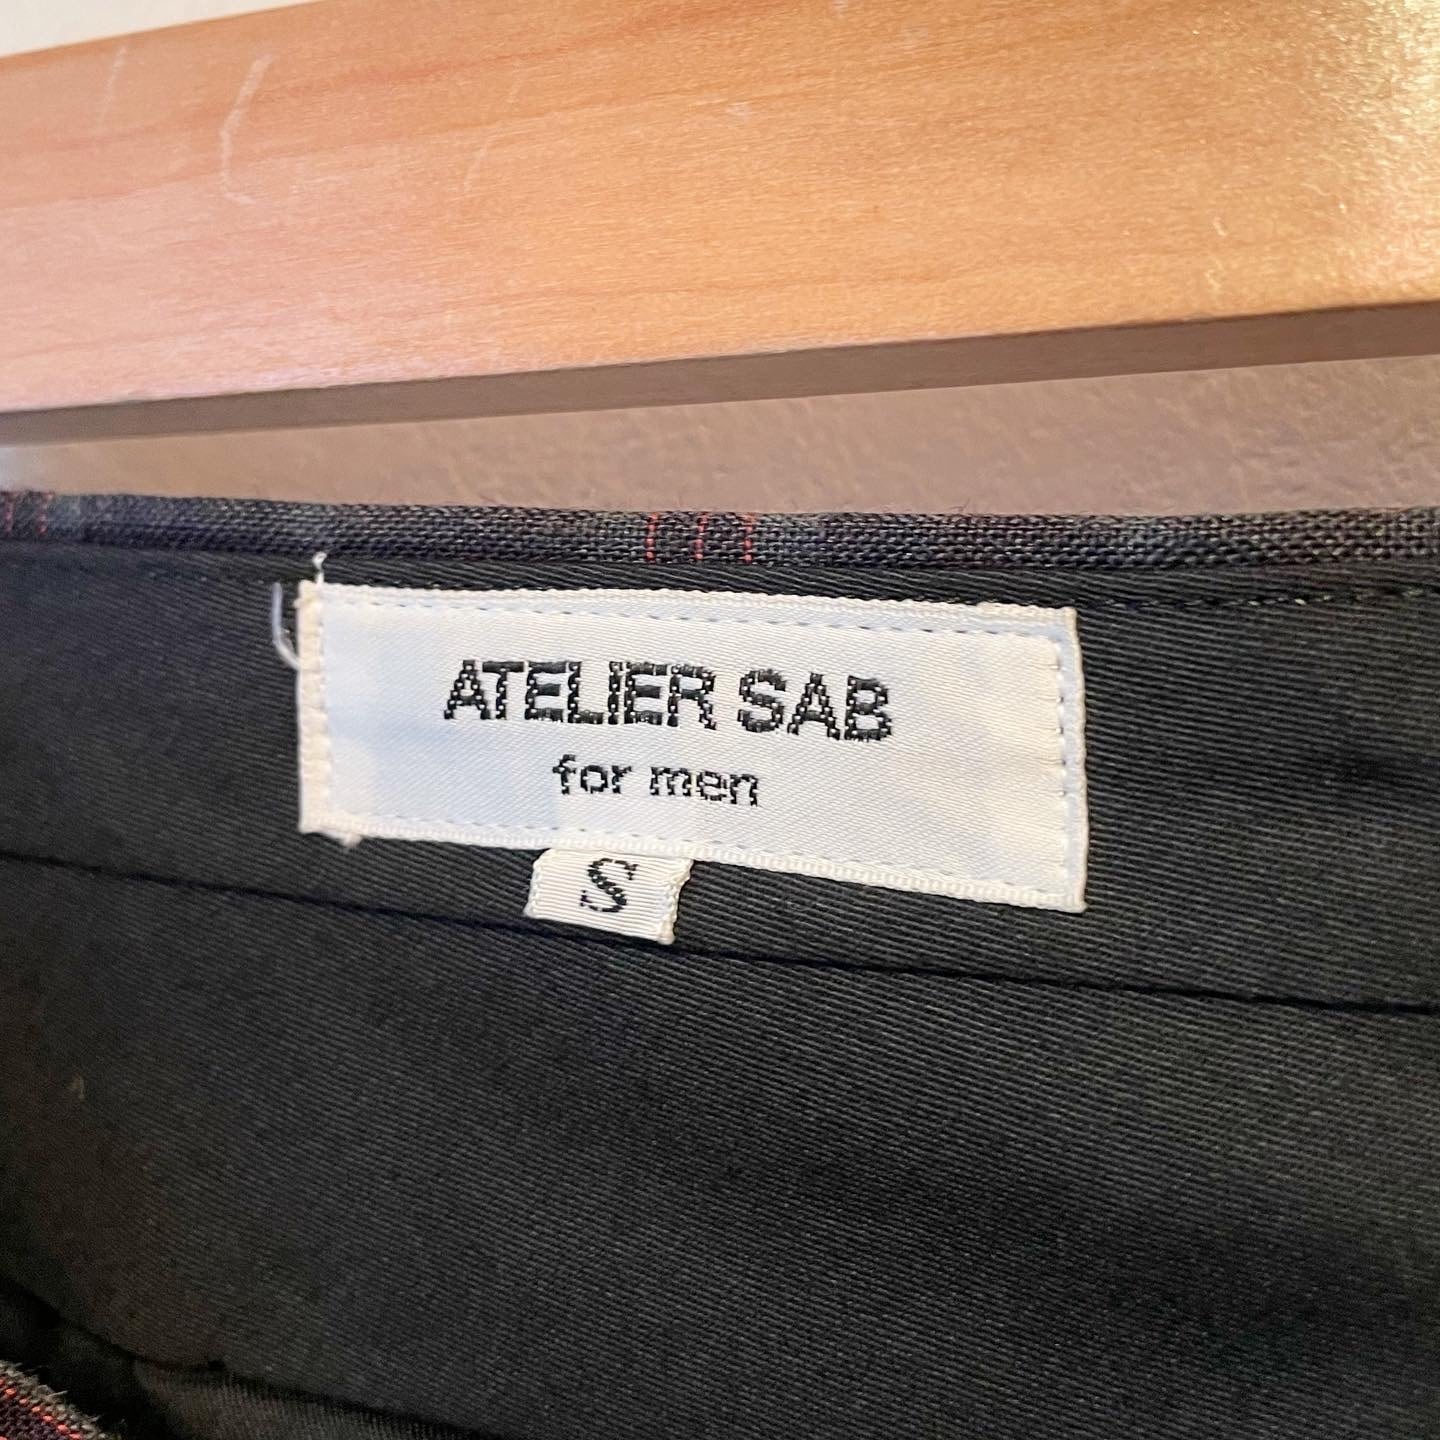 ATELIER SAB
for men
S